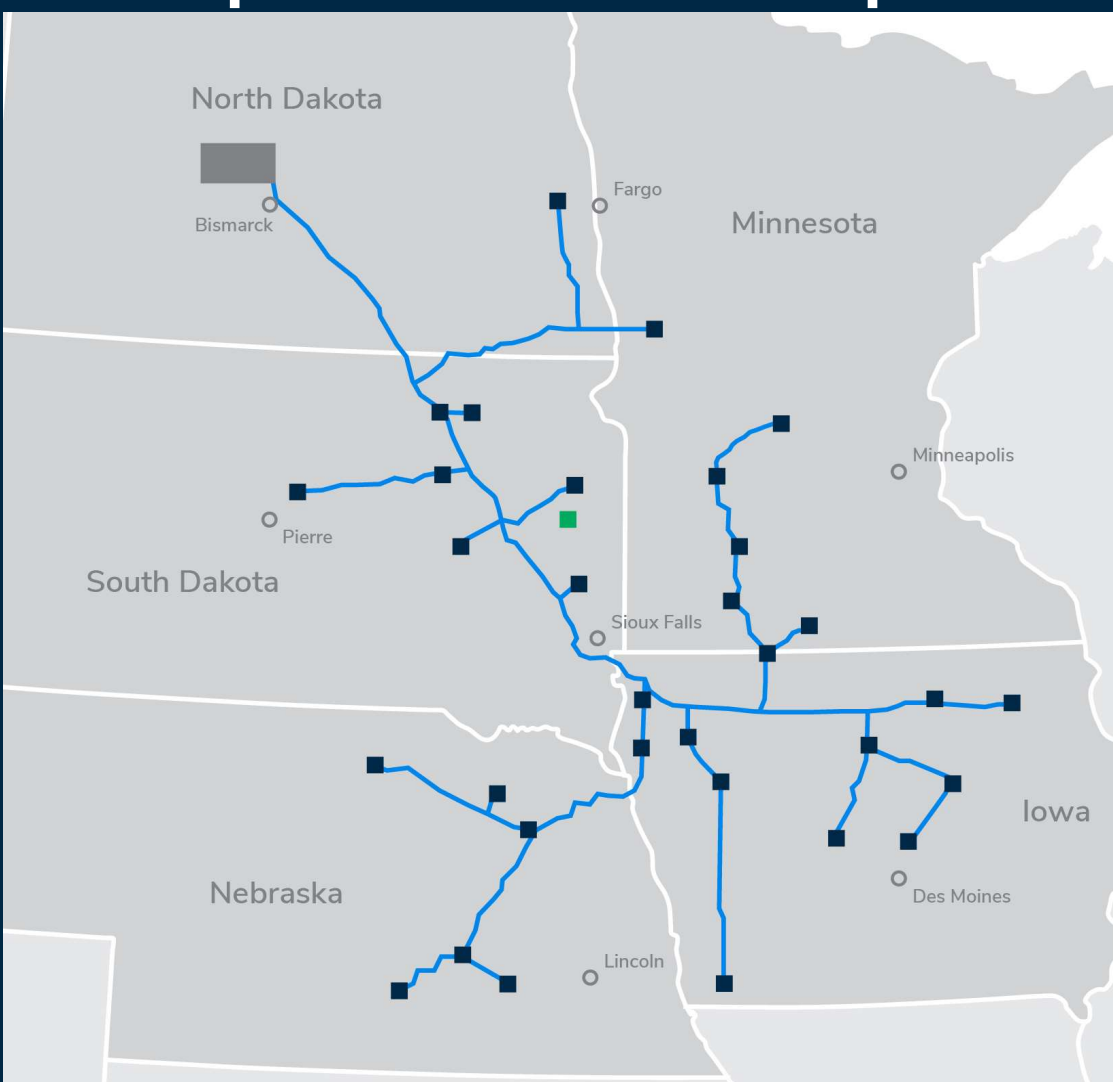 North Dakota
Fargo
Bismarck
Minnesota
Minneapolis
Pierre
South Dakota
Sioux Falls
Iowa
Nebraska
Des Moines
Lincoln